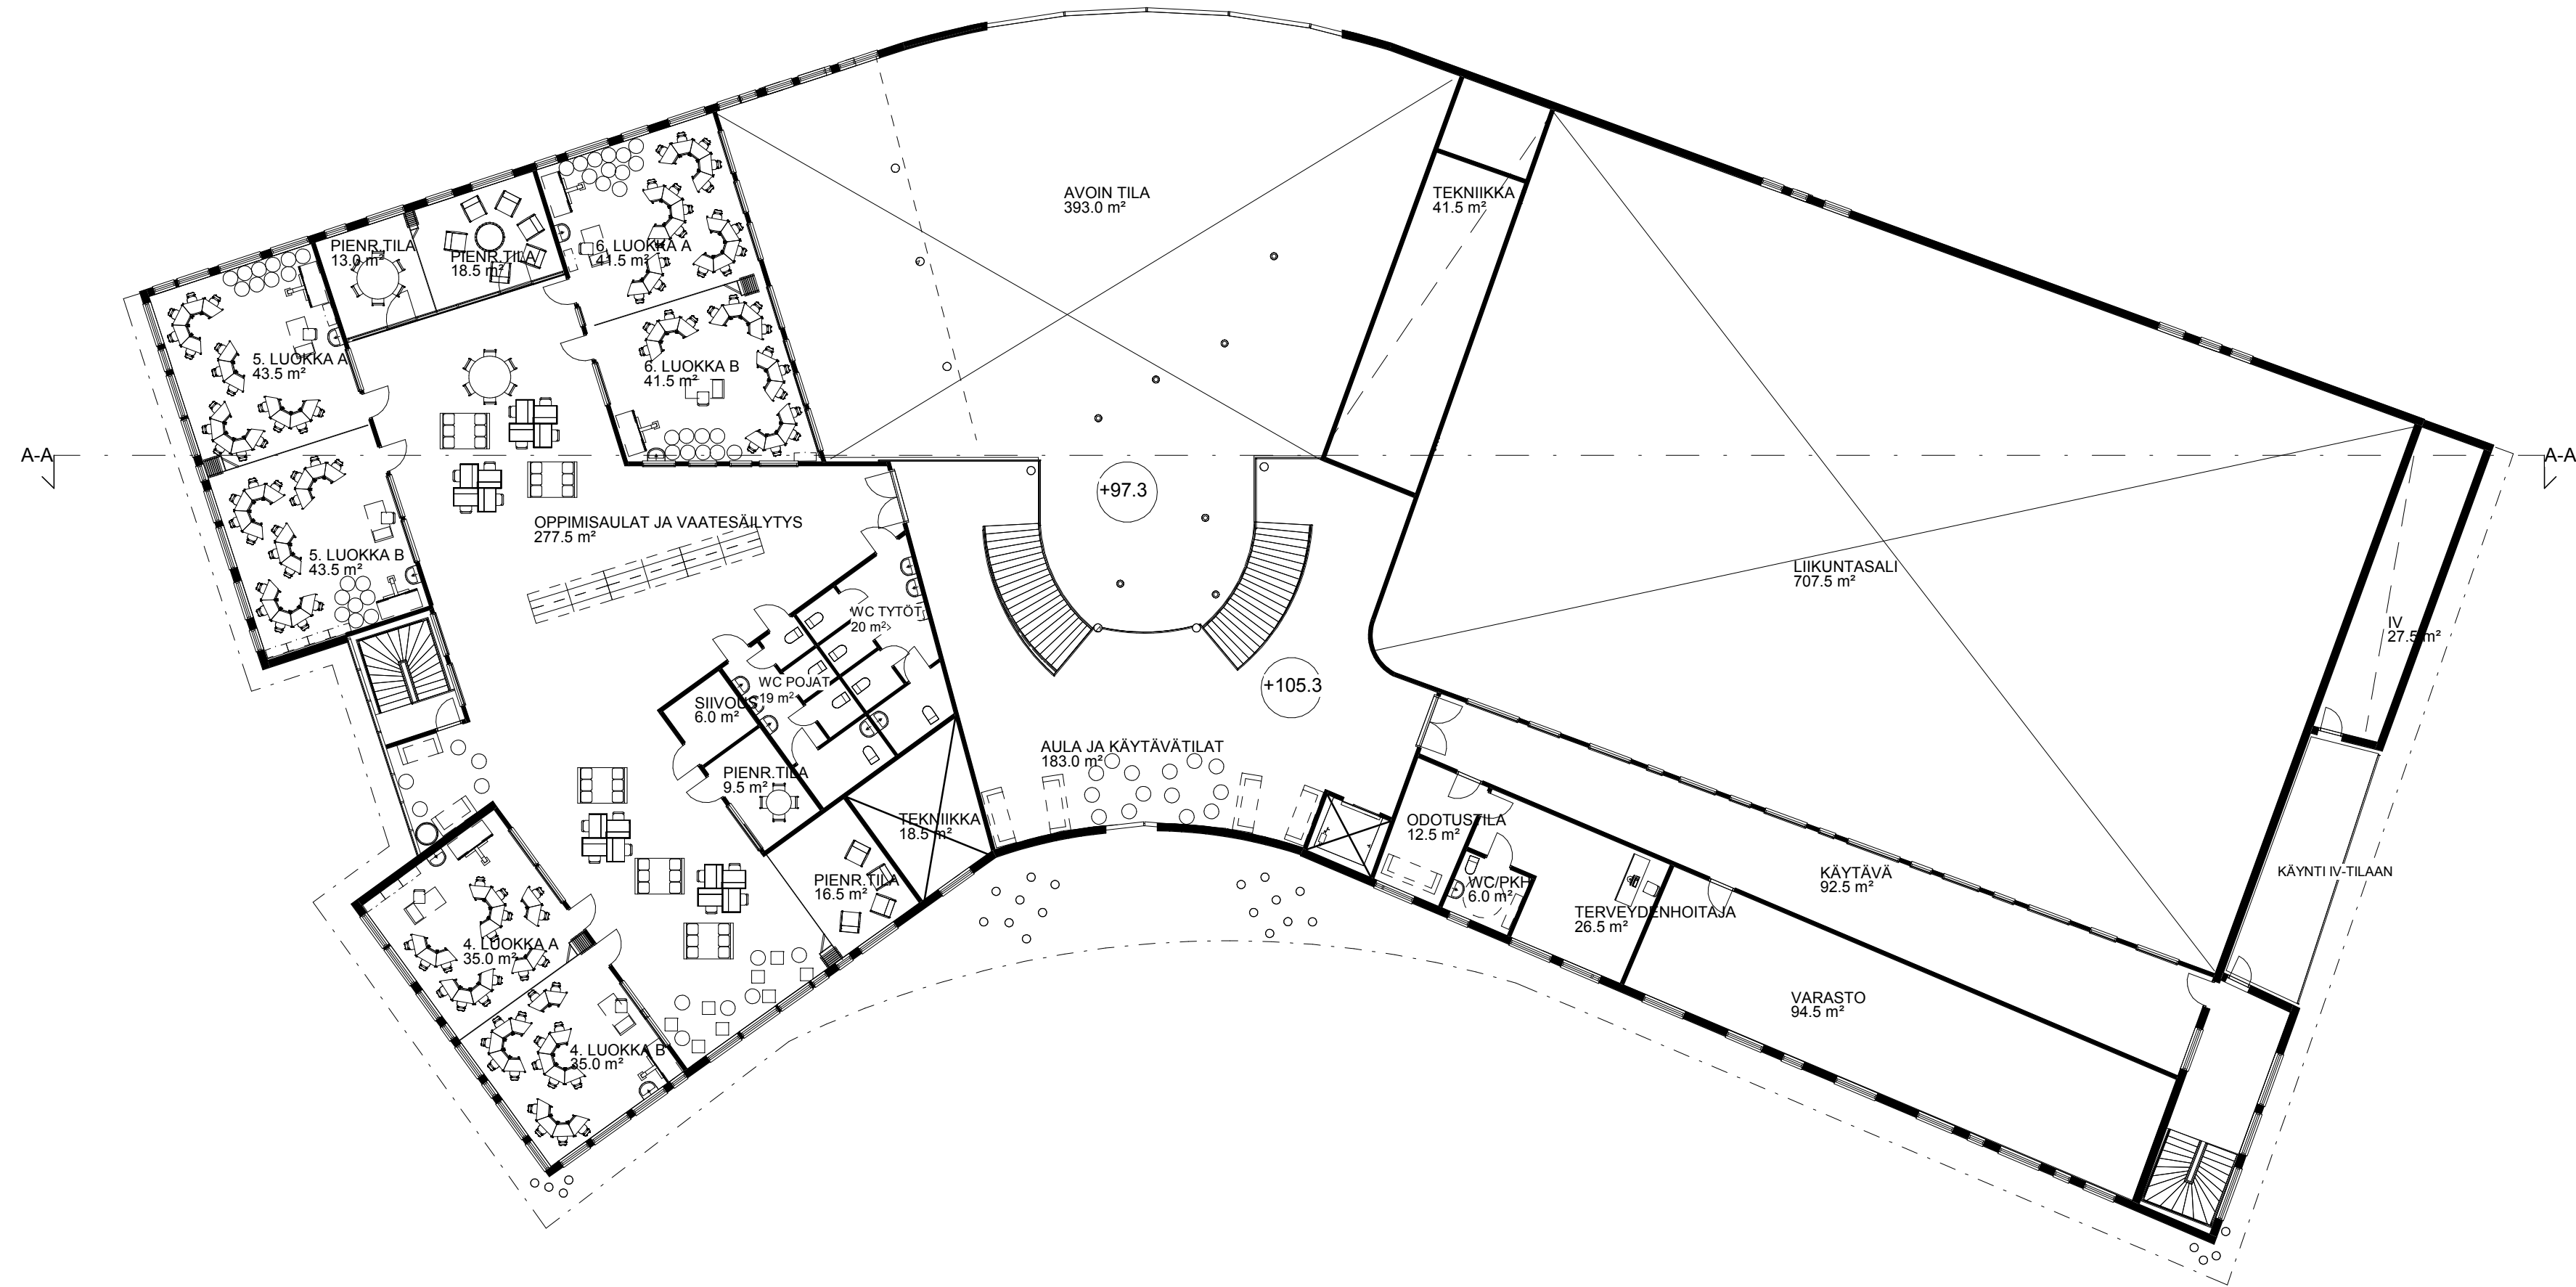 AVOIN TILA
393.0 m²
TEKNIIKKA
41.5 m²
PIENR.TILA
13.0 m²
PIENR.TILA
18.5 m²
6. LUOKKA A
41.5 m²
5. LUOKKA A
43.5 m²
6. LUOKKA B
41.5 m²
A-A
A-A
+97.3
OPPIMISAULAT JA VAATESÄILYTYS
277.5 m²
5. LUOKKA B
43.5 m²
LIIKUNTASALI
707.5 m²
WC TYTÖT
20 m²
IV
27.5 m²
WC POJAT
19 m²
SIIVOUS
6.0 m²
+105.3
AULA JA KÄYTÄVÄTILAT
183.0 m²
PIENR.TILA
9.5 m²
TEKNIIKKA
18.5 m²
ODOTUSTILA
12.5 m²
PIENR.TILA
16.5 m²
WC/PKH
6.0 m²
KÄYTÄVÄ
92.5 m²
KÄYNTI IV-TILAAN
TERVEYDENHOITAJA
26.5 m²
4. LUOKKA A
35.0 m²
VARASTO
94.5 m²
4. LUOKKA B
35.0 m²